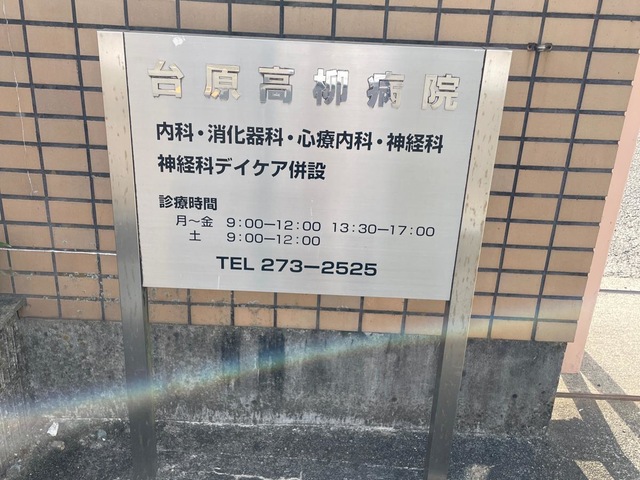 台原高柳病院
内科・消化器科・心療内科・神経科
神経科デイケア併設
診療時間
月～金 9:00－12:00 13:30－17:00
土 9:00－12:00
TEL 273－2525